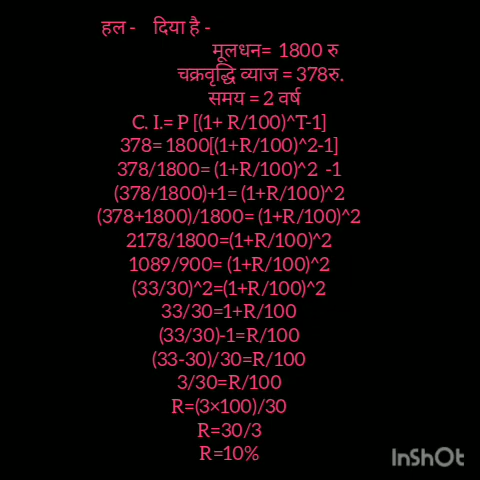 हल - दिया है -
मूलधन= 1800 रु
चक्रवृद्धि व्याज = 378रु.
समय = 2 वर्ष
C. I.= P [(1+ R/100)^T-1]
378= 1800[(1+R/100)^2-1]
378/1800= (1+R/100)^2 -1
(378/1800)+1= (1+R/100)^2
(378+1800)/1800= (1+R/100)^2
2178/1800=(1+R/100)^2
1089/900= (1+R/100)^2
(33/30)^2=(1+R/100)^2
33/30=1+R/100
(33/30)-1=R/100
(33-30)/30=R/100
3/30=R/100
R=(3×100)/30
R=30/3
R=10%
InShOt